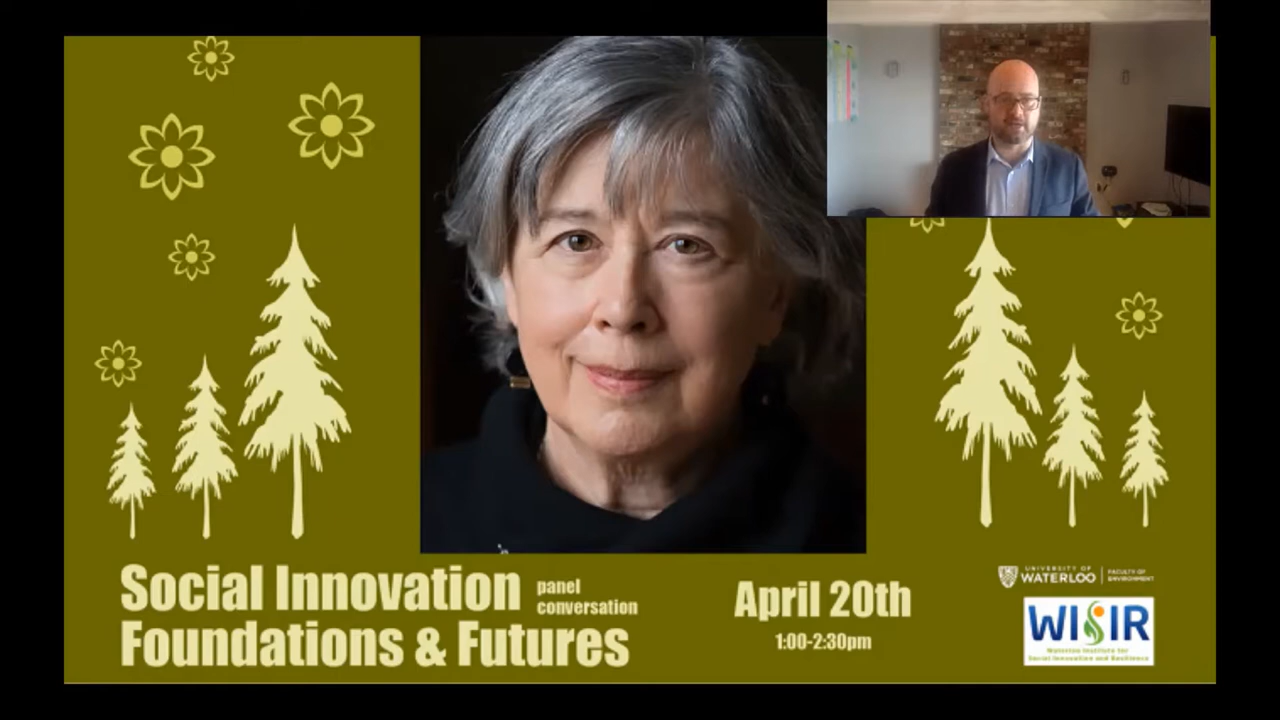 Social Innovation
panel
conversation
Foundations & Futures
April 20th
1:00-2:30pm
UNIVERSITY OF
WATERLOO
FACULTY OF
ENVIRONMENT
WISIR
Waterloo Institute for
Social Innovation and Resilience